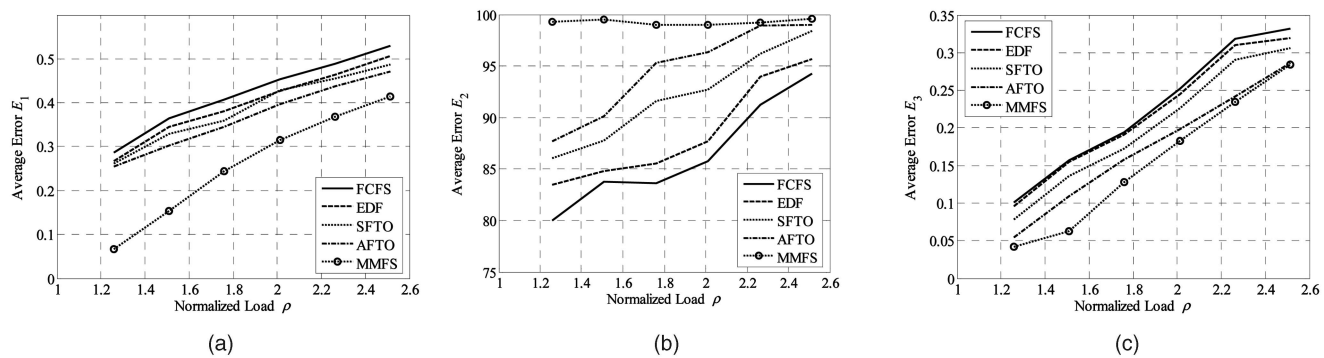 0.5
0.4
0.3
0.2
0.1
0
1
1.2
1.4
1.6
1.8
2
2.2
2.4
2.6
Average Error E1
Normalized Load ρ
FCFS
EDF
SFTO
AFTO
MMFS
(a)
100
95
90
85
80
75
1
1.2
1.4
1.6
1.8
2
2.2
2.4
2.6
Average Error E2
Normalized Load ρ
FCFS
EDF
SFTO
AFTO
MMFS
(b)
0.35
0.3
0.25
0.2
0.15
0.1
0.05
0
1
1.2
1.4
1.6
1.8
2
2.2
2.4
2.6
Average Error E3
Normalized Load ρ
FCFS
EDF
SFTO
AFTO
MMFS
(c)